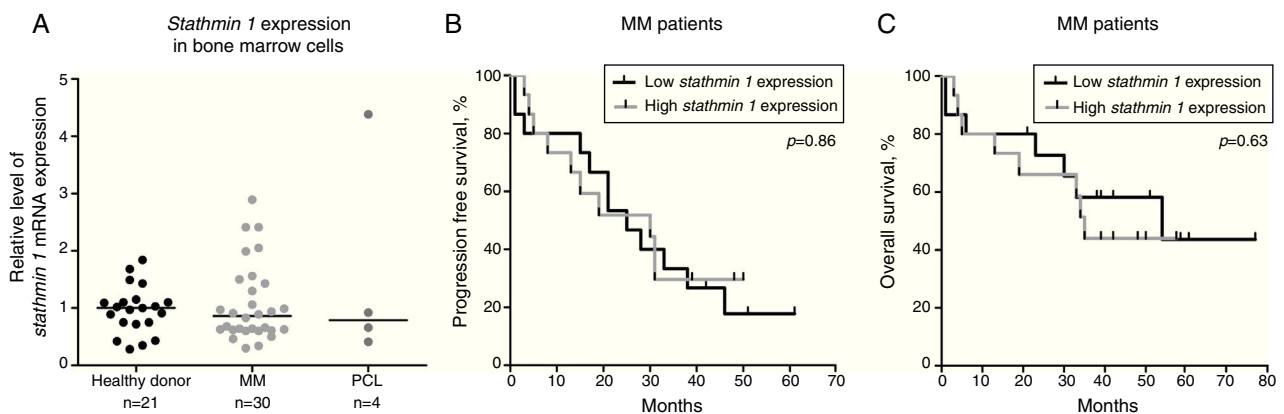 A
Stathmin 1 expression
in bone marrow cells
Relative level of
stathmin 1 mRNA expression
5
4
3
2
1
0
Healthy donor
MM
PCL
n=21
n=30
n=4
B
MM patients
Progression free survival, %
100
80
60
40
20
0
Low stathmin 1 expression
High stathmin 1 expression
p=0.86
0 10 20 30 40 50 60 70
Months
C
MM patients
Overall survival, %
100
80
60
40
20
0
Low stathmin 1 expression
High stathmin 1 expression
p=0.63
0 10 20 30 40 50 60 70 80
Months